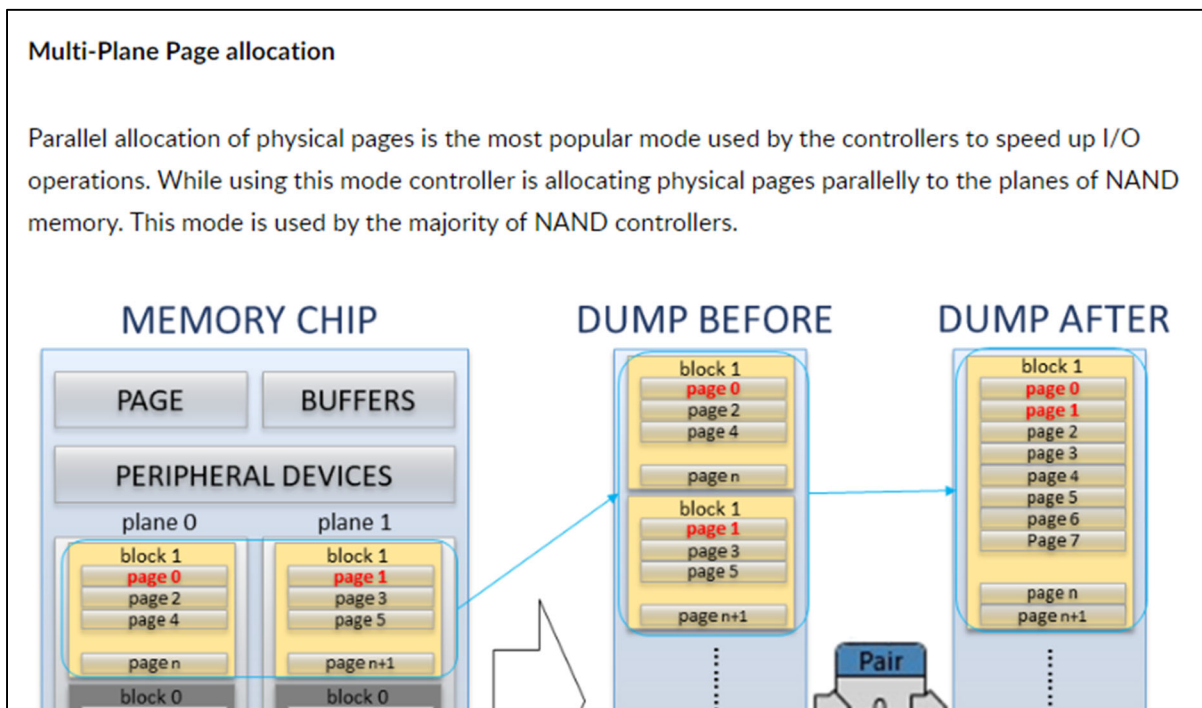 Multi-Plane Page allocation
Parallel allocation of physical pages is the most popular mode used by the controllers to speed up I/O
operations. While using this mode controller is allocating physical pages parallelly to the planes of NAND
memory. This mode is used by the majority of NAND controllers.
MEMORY CHIP
PAGE
BUFFERS
PERIPHERAL DEVICES
plane 0
block 1
page 0
page 2
page 4
page n
block 0
plane 1
block 1
page 1
page 3
page 5
page n+1
block 0
DUMP BEFORE
block 1
page 0
page 2
page 4
page n
block 1
page 1
page 3
page 5
page n+1
Pair
DUMP AFTER
block 1
page 0
page 1
page 2
page 3
page 4
page 5
page 6
Page 7
page n
page n+1